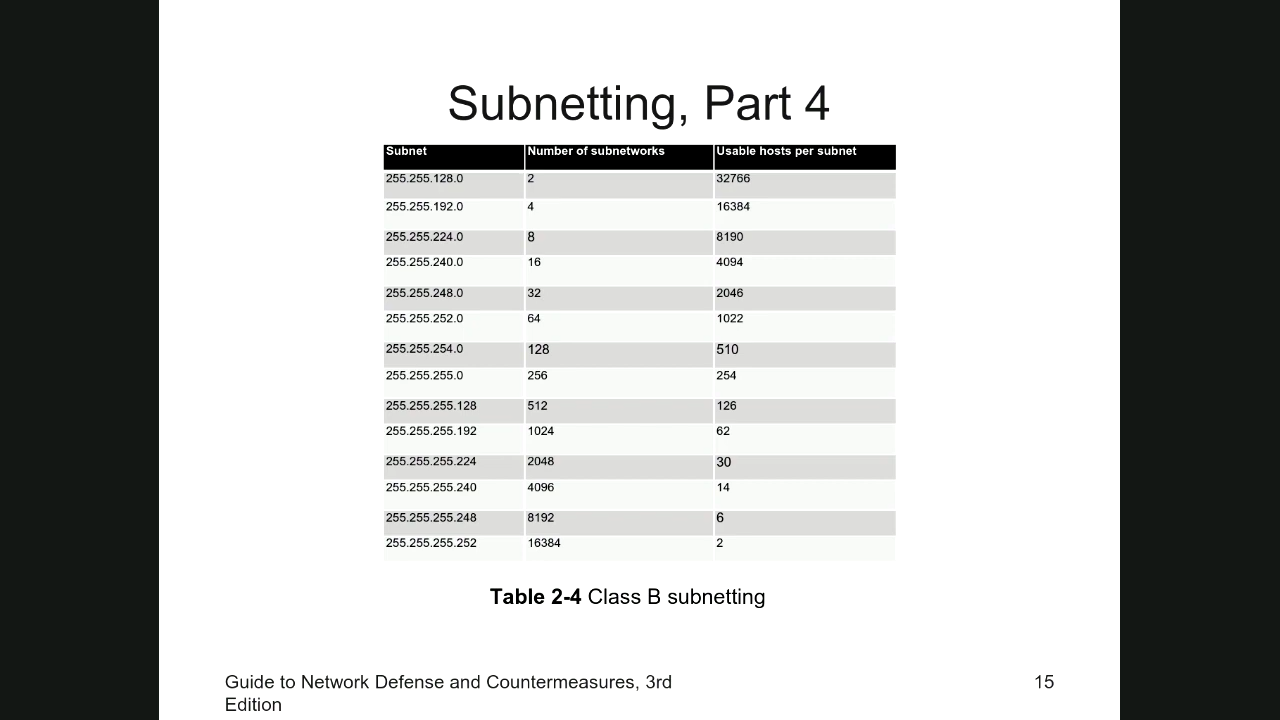 Subnetting, Part 4
Subnet Number of subnetworks Usable hosts per subnet
255.255.128.0 2 32766
255.255.192.0 4 16384
255.255.224.0 8 8190
255.255.240.0 16 4094
255.255.248.0 32 2046
255.255.252.0 64 1022
255.255.254.0 128 510
255.255.255.0 256 254
255.255.255.128 512 126
255.255.255.192 1024 62
255.255.255.224 2048 30
255.255.255.240 4096 14
255.255.255.248 8192 6
255.255.255.252 16384 2
Table 2-4 Class B subnetting
Guide to Network Defense and Countermeasures, 3rd 15
Edition